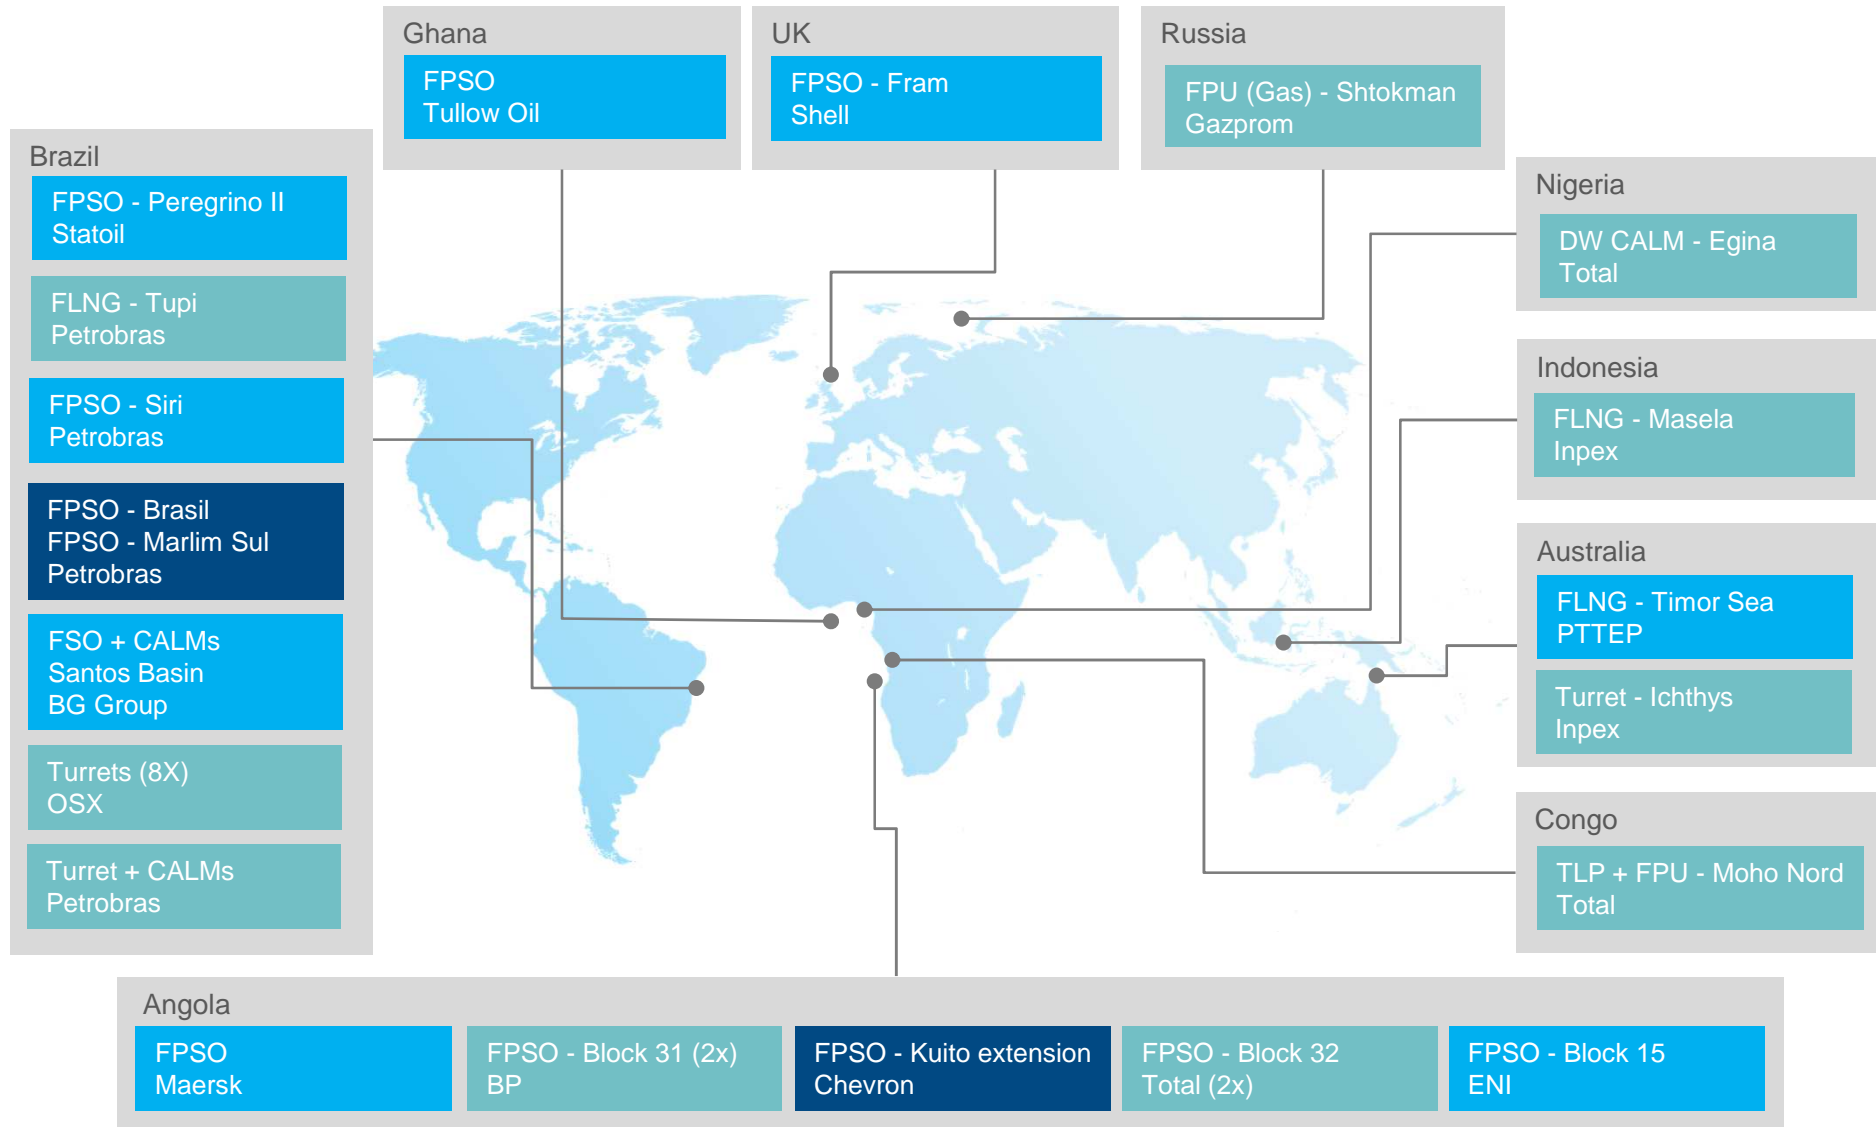 Ghana
FPSO
Tullow Oil
UK
FPSO - Fram
Shell
Russia
FPU (Gas) - Shtokman
Gazprom
Brazil
FPSO - Peregrino II
Statoil
FLNG - Tupi
Petrobras
FPSO - Siri
Petrobras
FPSO - Brasil
FPSO - Marlim Sul
Petrobras
FSO + CALMs
Santos Basin
BG Group
Turrets (8X)
OSX
Turret + CALMs
Petrobras
Nigeria
DW CALM - Egina
Total
Indonesia
FLNG - Masela
Inpex
Australia
FLNG - Timor Sea
PTTEP
Turret - Ichthys
Inpex
Congo
TLP + FPU - Moho Nord
Total
Angola
FPSO
Maersk
FPSO - Block 31 (2x)
BP
FPSO - Kuito extension
Chevron
FPSO - Block 32
Total (2x)
FPSO - Block 15
ENI